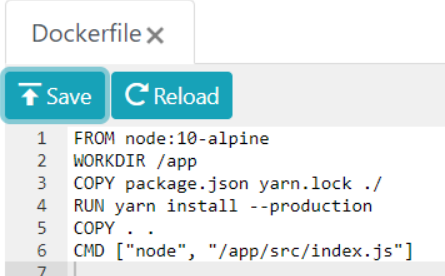 Dockerfile
Save Reload
1 FROM node:10-alpine
2 WORKDIR /app
3 COPY package.json yarn.lock ./
4 RUN yarn install --production
5 COPY . .
6 CMD ["node", "/app/src/index.js"]
7